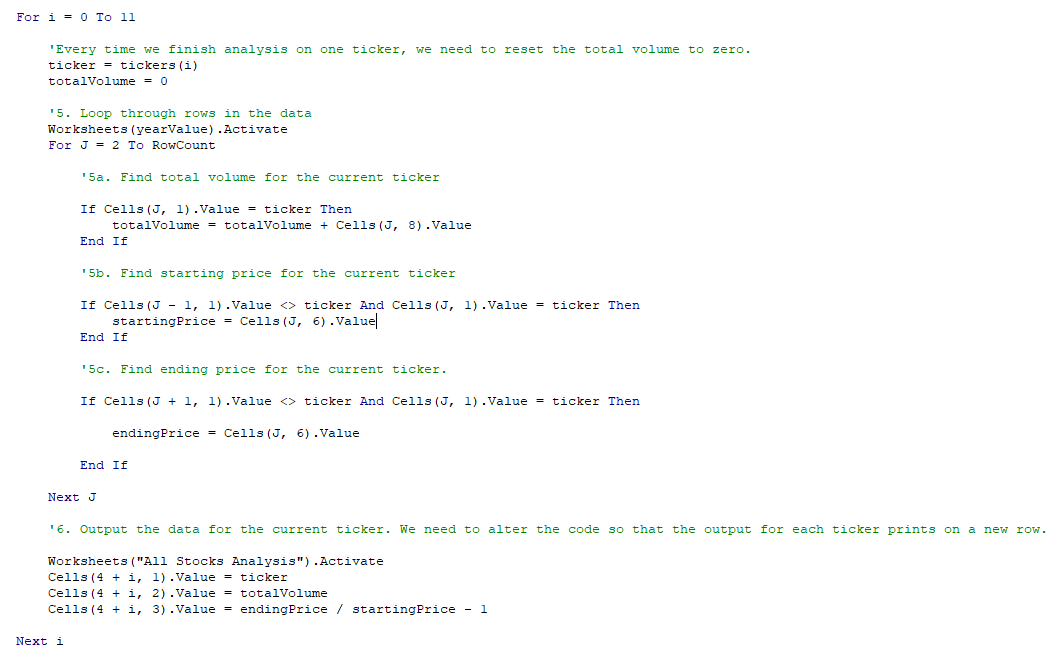 For i = 0 To 11
'Every time we finish analysis on one ticker, we need to reset the total volume to zero.
ticker = tickers(i)
totalVolume = 0
'5. Loop through rows in the data
Worksheets(yearValue).Activate
For J = 2 To RowCount
'5a. Find total volume for the current ticker
If Cells(J, 1).Value = ticker Then
totalVolume = totalVolume + Cells(J, 8).Value
End If
'5b. Find starting price for the current ticker
If Cells(J - 1, 1).Value <> ticker And Cells(J, 1).Value = ticker Then
startingPrice = Cells(J, 6).Value
End If
'5c. Find ending price for the current ticker.
If Cells(J + 1, 1).Value <> ticker And Cells(J, 1).Value = ticker Then
endingPrice = Cells(J, 6).Value
End If
Next J
'6. Output the data for the current ticker. We need to alter the code so that the output for each ticker prints on a new row.
Worksheets("All Stocks Analysis").Activate
Cells(4 + i, 1).Value = ticker
Cells(4 + i, 2).Value = totalVolume
Cells(4 + i, 3).Value = endingPrice / startingPrice - 1
Next i